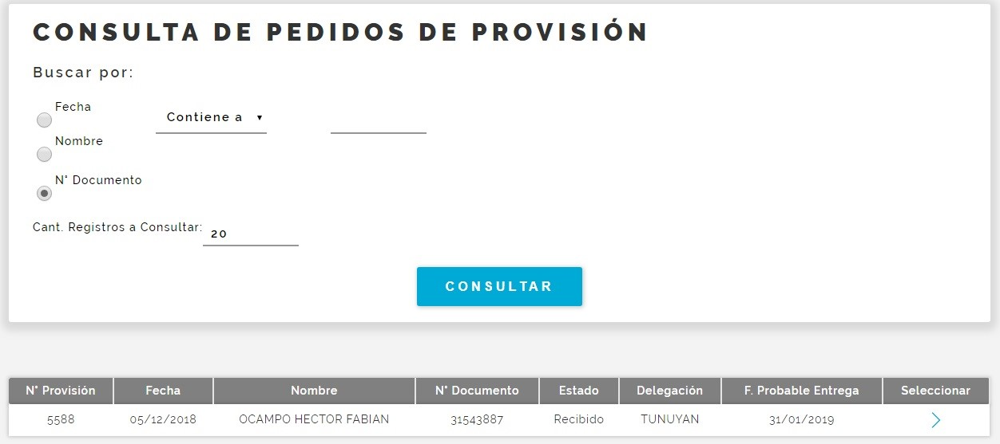 CONSULTA DE PEDIDOS DE PROVISIÓN
Buscar por:
Fecha
Contiene a
Nombre
N° Documento
Cant. Registros a Consultar: 20
CONSULTAR
N° Provisión Fecha Nombre N° Documento Estado Delegación F. Probable Entrega Seleccionar
5588 05/12/2018 OCAMPO HECTOR FABIAN 31543887 Recibido TUNUYAN 31/01/2019